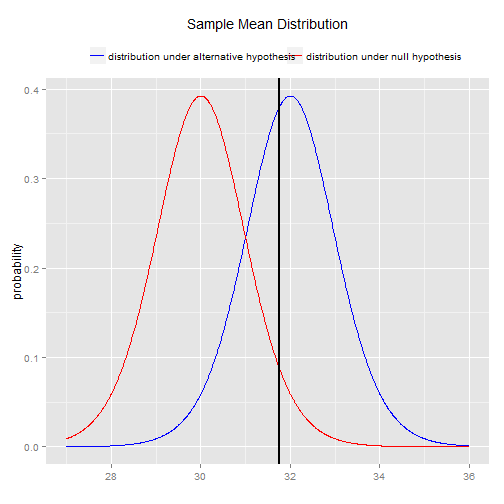 Sample Mean Distribution
distribution under alternative hypothesis distribution under null hypothesis
0.4
0.3
0.2
0.1
0.0
probability
28 30 32 34 36